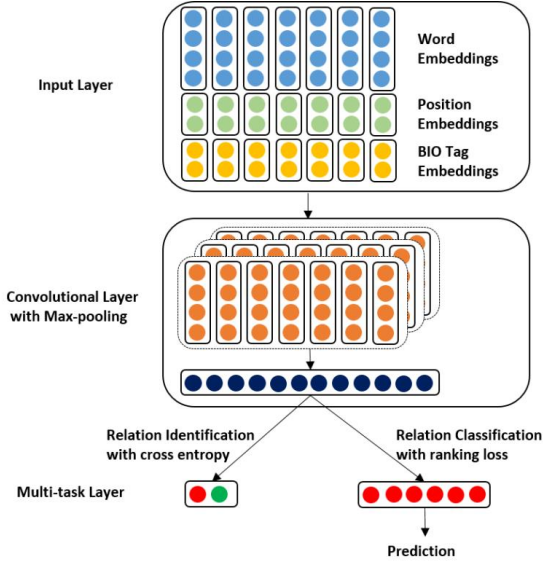 Word
Embeddings
Input Layer
Position
Embeddings
BIO Tag
Embeddings
Convolutional Layer
with Max-pooling
Relation Identification
with cross entropy
Relation Classification
with ranking loss
Multi-task Layer
Prediction